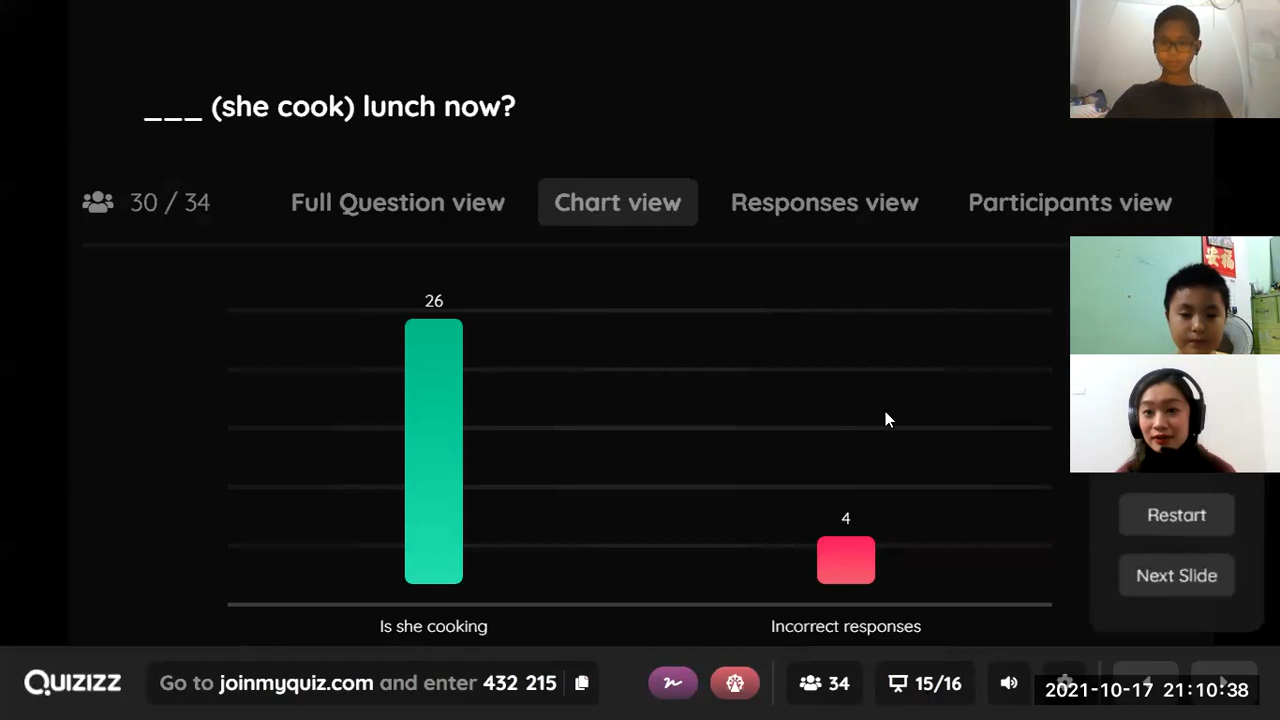 ___ (she cook) lunch now?
30 / 34
Full Question view
Chart view
Responses view
Participants view
26
4
Is she cooking
Incorrect responses
Restart
Next Slide
Quizizz
Go to joinmyquiz.com and enter 432 215
34
15/16
2021-10-17 21:10:38